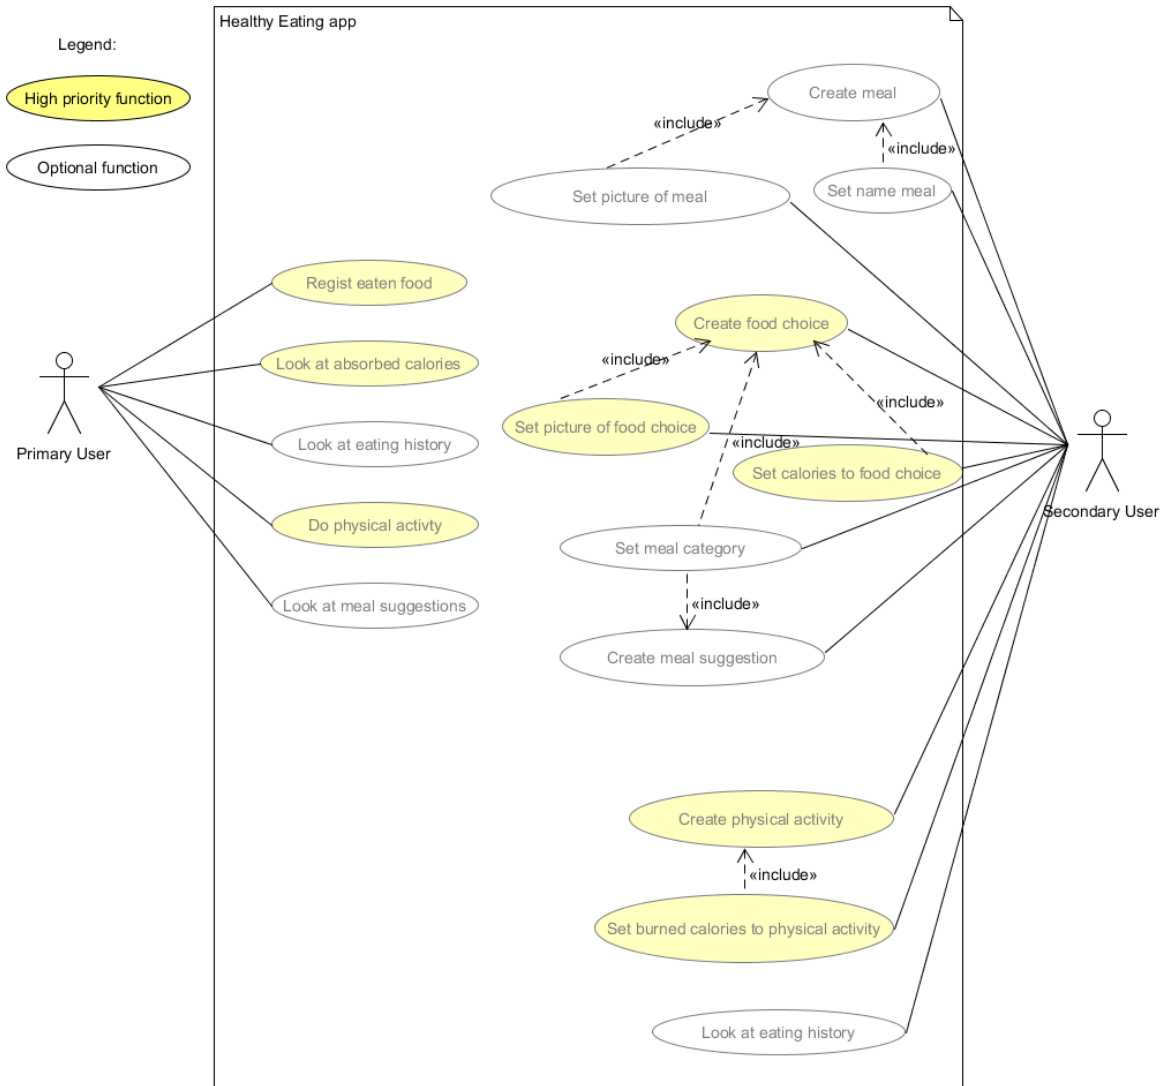 Healthy Eating app
Legend:
High priority function
Optional function
Create meal
«include»
«include»
Set picture of meal
Set name meal
Regist eaten food
Create food choice
«include»
Look at absorbed calories
«include»
Set picture of food choice
«include»
Look at eating history
Primary User
Set calories to food choice
Secondary User
Do physical activty
Set meal category
«include»
Look at meal suggestions
Create meal suggestion
Create physical activity
«include»
Set burned calories to physical activity
Look at eating history